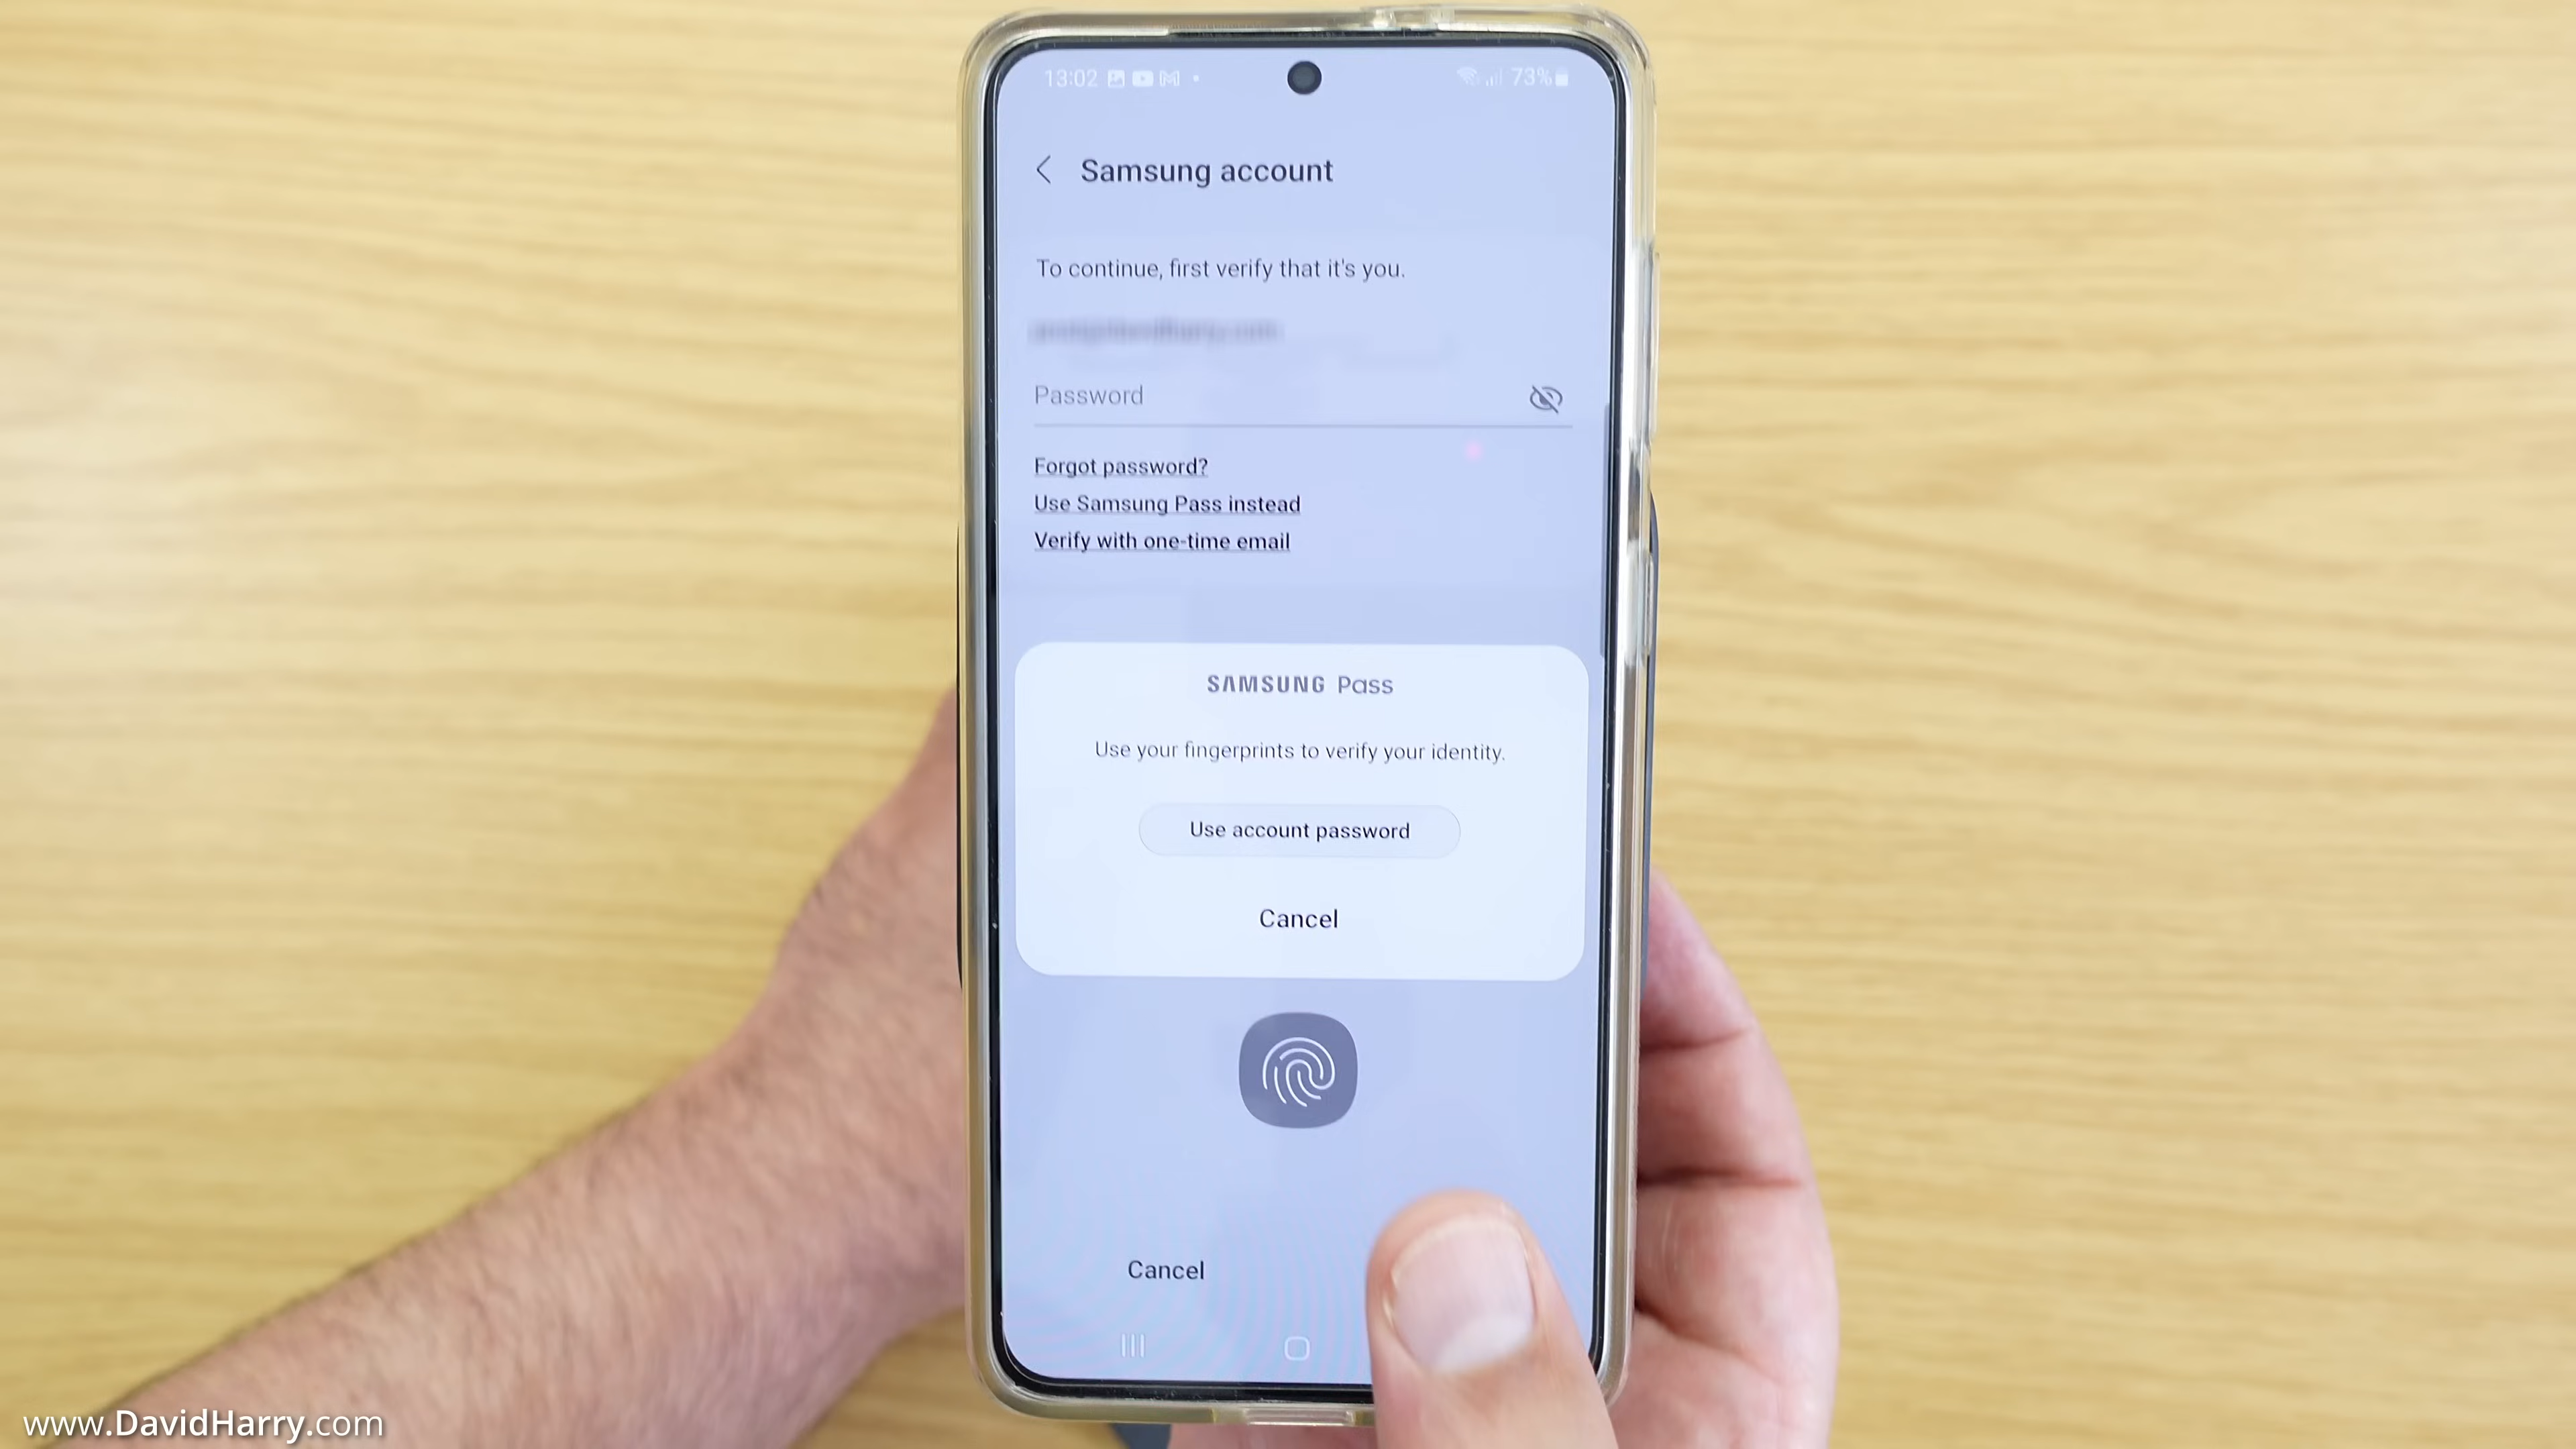 13:02
73%
Samsung account
To continue, first verify that it's you.
Password
Forgot password?
Use Samsung Pass instead
Verify with one-time email
SAMSUNG Pass
Use your fingerprints to verify your identity.
Use account password
Cancel
Cancel
www.DavidHarry.com